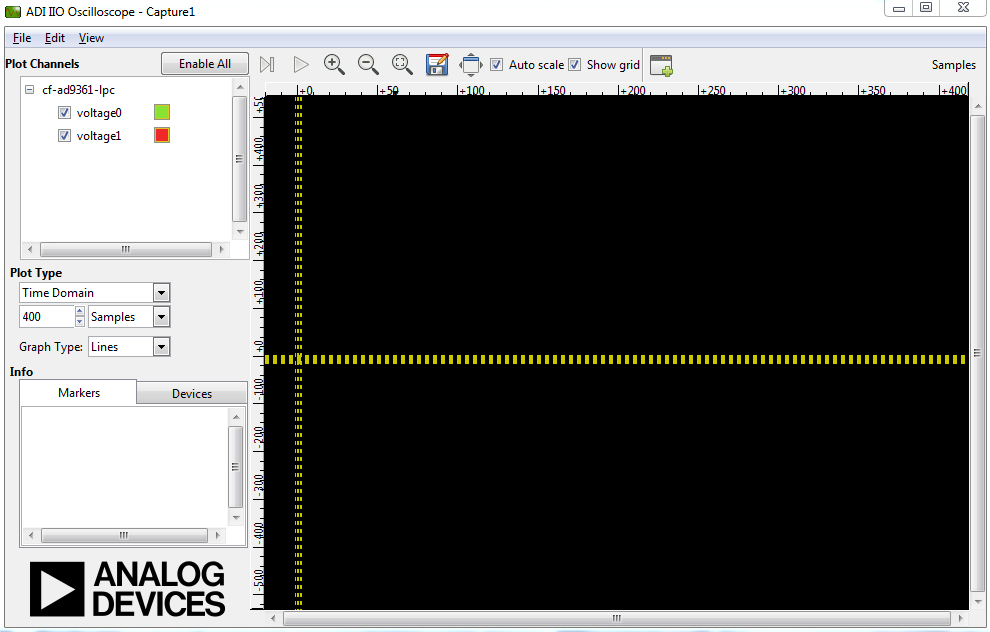 ADI IIO Oscilloscope - Capture1
File Edit View
Plot Channels
Enable All
Auto scale
Show grid
Samples
cf-ad9361-lpc
voltage0
voltage1
+0 +50 +100 +150 +200 +250 +300 +350 +400
+400
+300
+200
+100
+0
-100
-200
-300
-400
-500
Plot Type
Time Domain
400 Samples
Graph Type: Lines
Info
Markers Devices
ANALOG
DEVICES